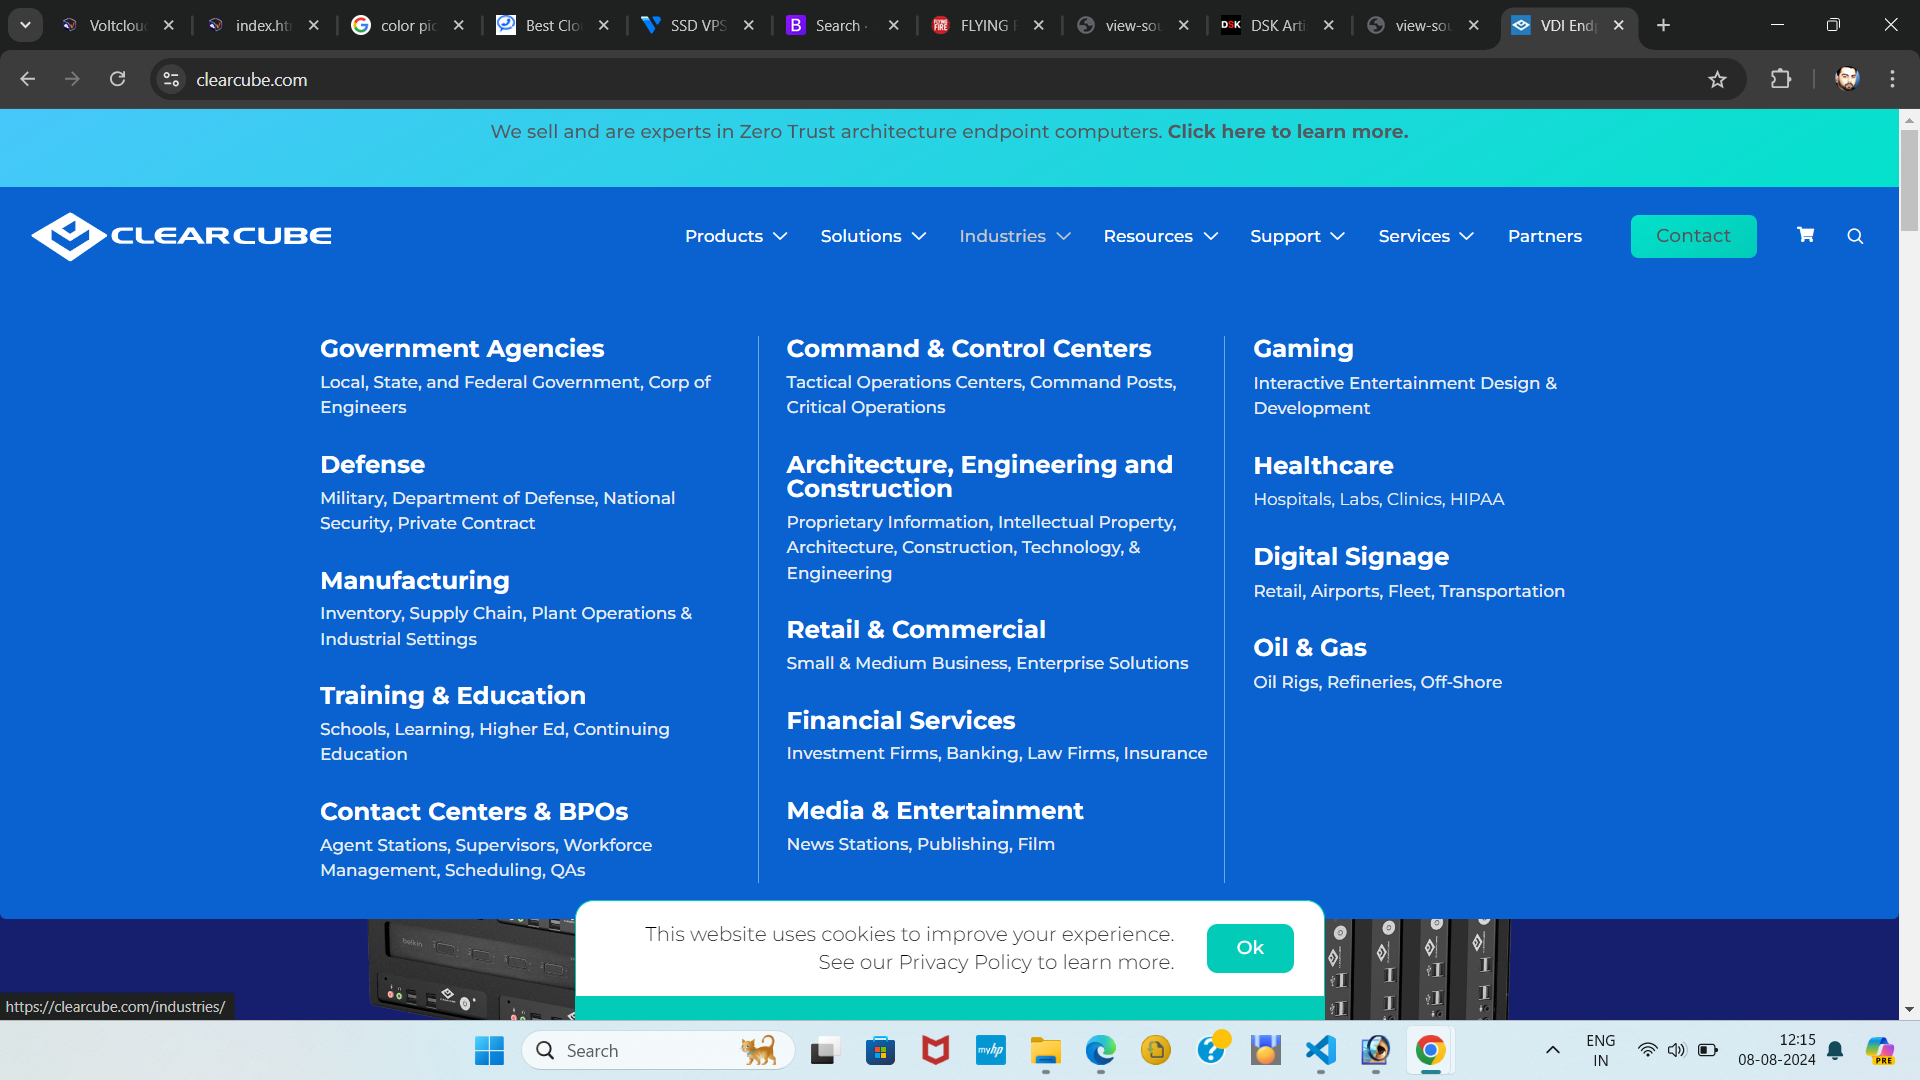 Voltclou
index.ht
color pic
Best Clo
SSD VPS
Search -
FLYING F
view-sou
DSK Arti
view-sou
VDI End
clearcube.com
We sell and are experts in Zero Trust architecture endpoint computers. Click here to learn more.
CLEARCUBE
Products
Solutions
Industries
Resources
Support
Services
Partners
Contact
Government Agencies
Local, State, and Federal Government, Corp of
Engineers
Defense
Military, Department of Defense, National
Security, Private Contract
Manufacturing
Inventory, Supply Chain, Plant Operations &
Industrial Settings
Training & Education
Schools, Learning, Higher Ed, Continuing
Education
Contact Centers & BPOs
Agent Stations, Supervisors, Workforce
Management, Scheduling, QAs
Command & Control Centers
Tactical Operations Centers, Command Posts,
Critical Operations
Architecture, Engineering and
Construction
Proprietary Information, Intellectual Property,
Architecture, Construction, Technology, &
Engineering
Retail & Commercial
Small & Medium Business, Enterprise Solutions
Financial Services
Investment Firms, Banking, Law Firms, Insurance
Media & Entertainment
News Stations, Publishing, Film
Gaming
Interactive Entertainment Design &
Development
Healthcare
Hospitals, Labs, Clinics, HIPAA
Digital Signage
Retail, Airports, Fleet, Transportation
Oil & Gas
Oil Rigs, Refineries, Off-Shore
belkin
This website uses cookies to improve your experience.
See our Privacy Policy to learn more.
Ok
https://clearcube.com/industries/
Search
myhp
ENG
IN
12:15
08-08-2024
PRE